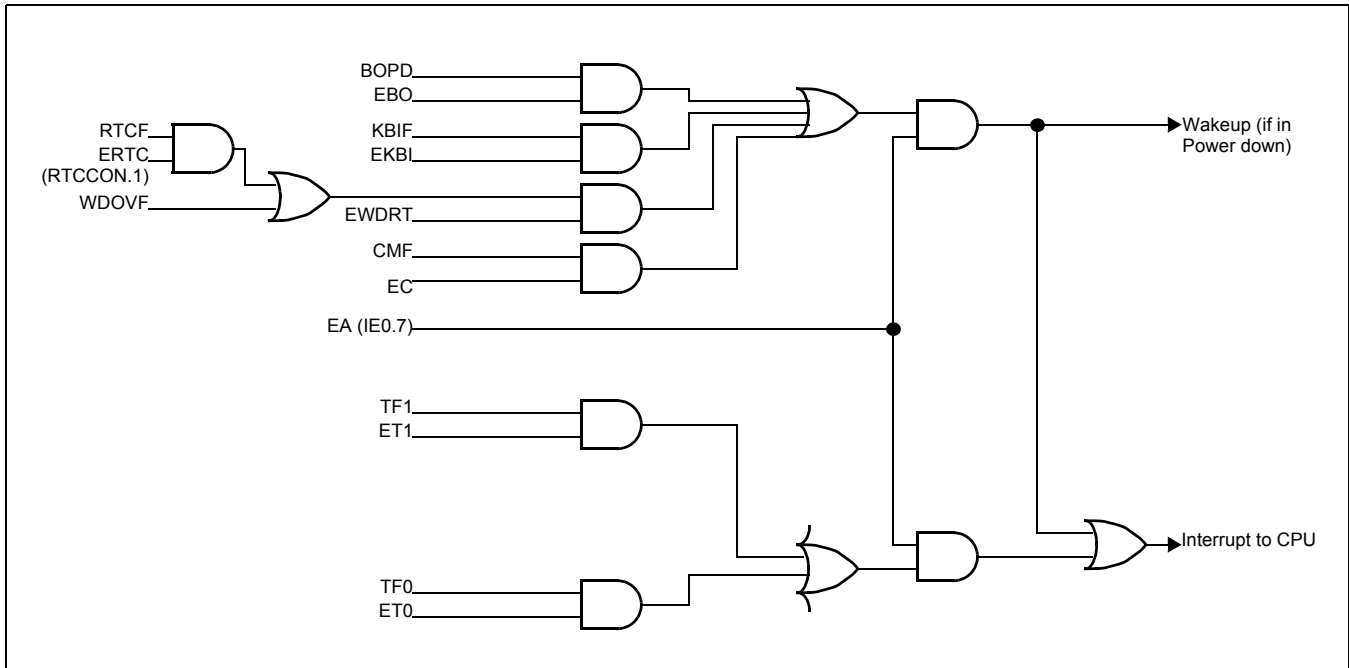 BOPD
EBO
RTCF
ERTC
(RTCCON.1)
WDOVF
KBIF
EKBI
EWDRT
CMF
EC
EA (IE0.7)
TF1
ET1
TF0
ET0
Wakeup (if in
Power down)
Interrupt to CPU